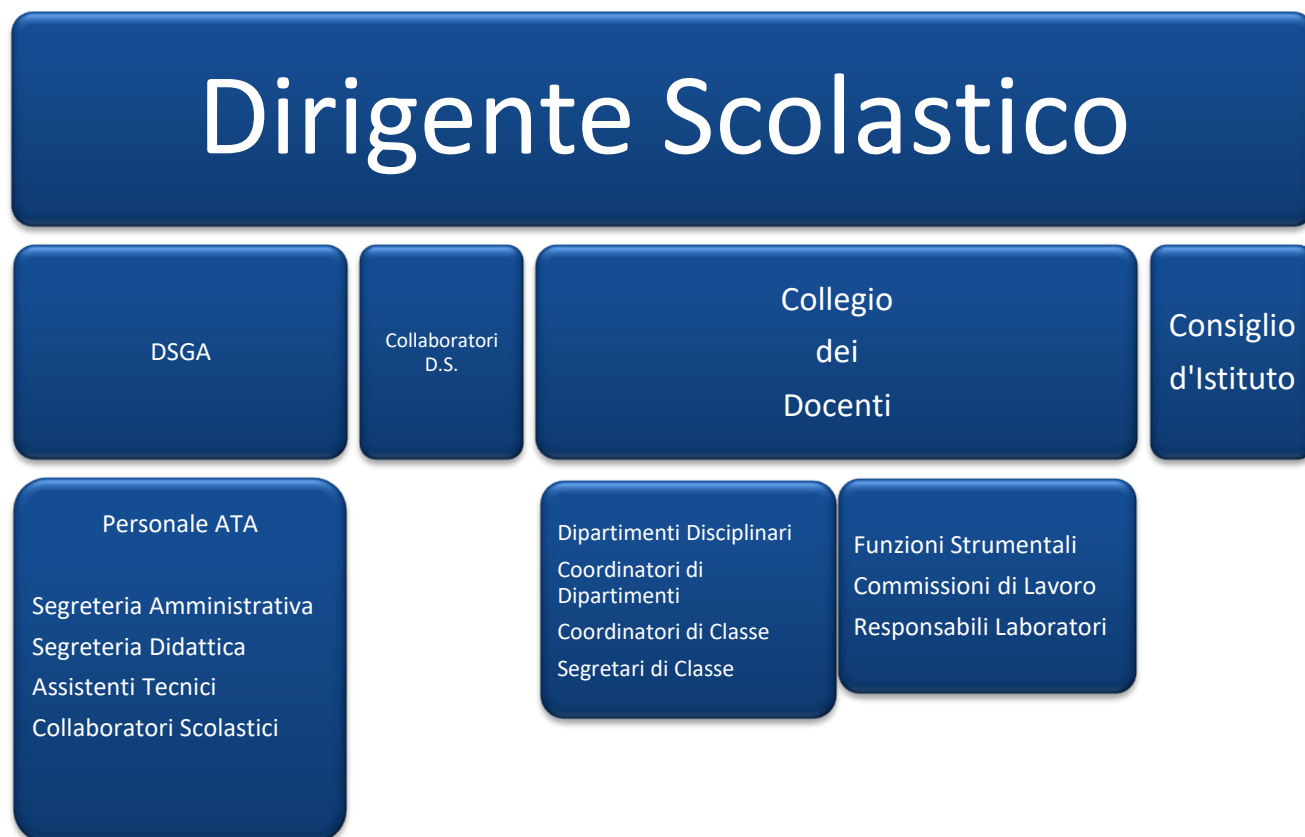 Dirigente Scolastico
DSGA
Collaboratori
D.S.
Collegio
dei
Docenti
Consiglio
d'Istituto
Personale ATA
Segreteria Amministrativa
Segreteria Didattica
Assistenti Tecnici
Collaboratori Scolastici
Dipartimenti Disciplinari
Coordinatori di
Dipartimenti
Coordinatori di Classe
Segretari di Classe
Funzioni Strumentali
Commissioni di Lavoro
Responsabili Laboratori